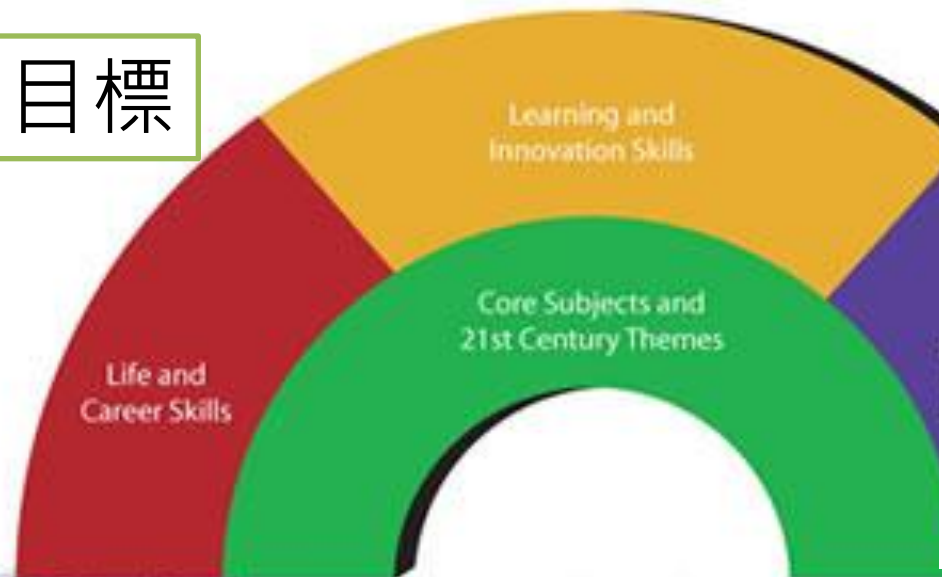 目標
Learning and
Innovation Skills
Core Subjects and
21st Century Themes
Life and
Career Skills